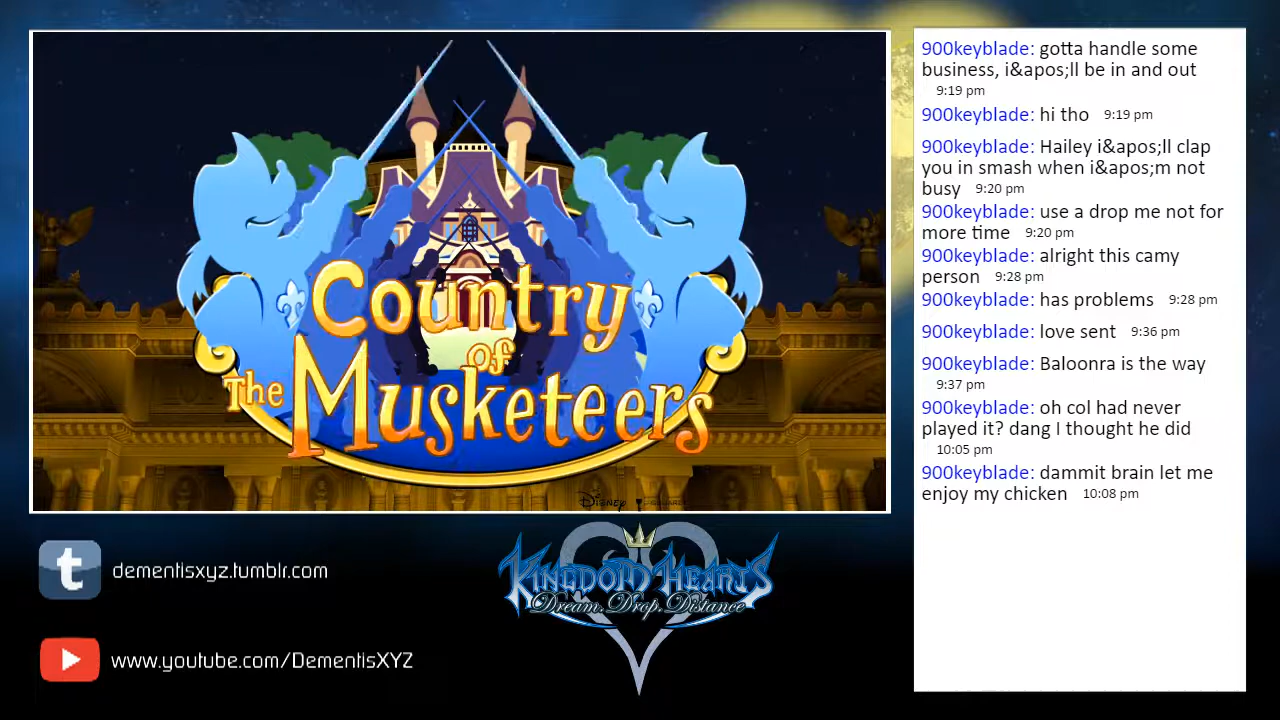 Country
of
The Musketeers
Disney
t
dementisxyz.tumblr.com
www.youtube.com/DementisXYZ
Kingdom Hearts
Dream.Drop.Distance
900keyblade: gotta handle some
business, i&apos;ll be in and out
9:19 pm
900keyblade: hi tho 9:19 pm
900keyblade: Hailey i&apos;ll clap
you in smash when i&apos;m not
busy 9:20 pm
900keyblade: use a drop me not for
more time 9:20 pm
900keyblade: alright this camy
person 9:28 pm
900keyblade: has problems 9:28 pm
900keyblade: love sent 9:36 pm
900keyblade: Baloonra is the way
9:37 pm
900keyblade: oh col had never
played it? dang I thought he did
10:05 pm
900keyblade: dammit brain let me
enjoy my chicken 10:08 pm